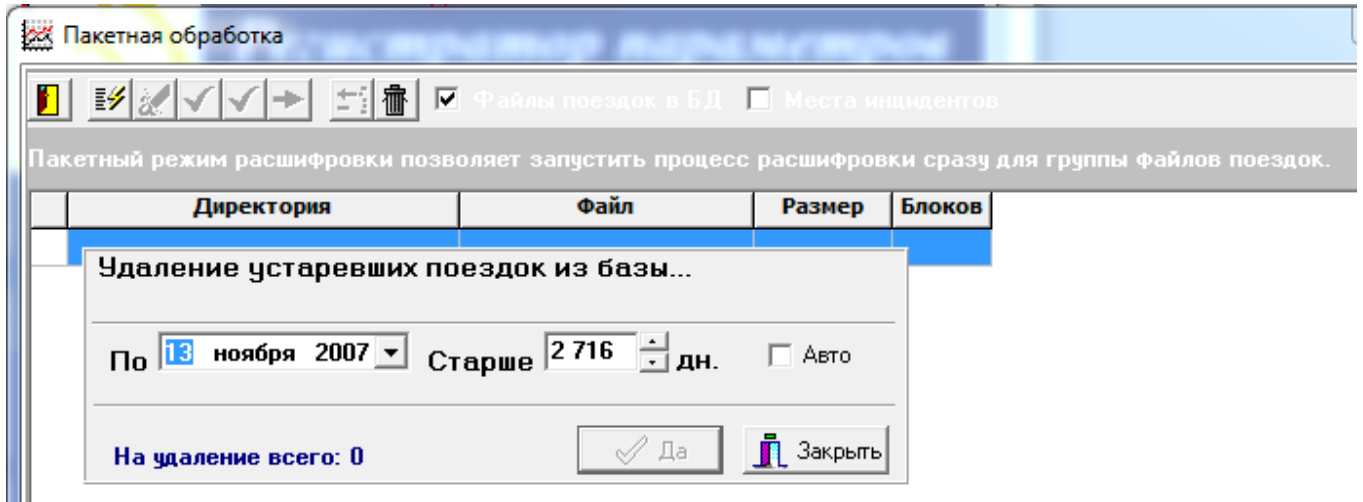 Пакетная обработка
Файлы поездок в БД Места инцидентов
Пакетный режим расшифровки позволяет запустить процесс расшифровки сразу для группы файлов поездок.
Директория Файл Размер Блоков
Удаление устаревших поездок из базы...
По 13 ноября 2007 Старше 2 716 дн. Авто
На удаление всего: 0 Да Закрыть